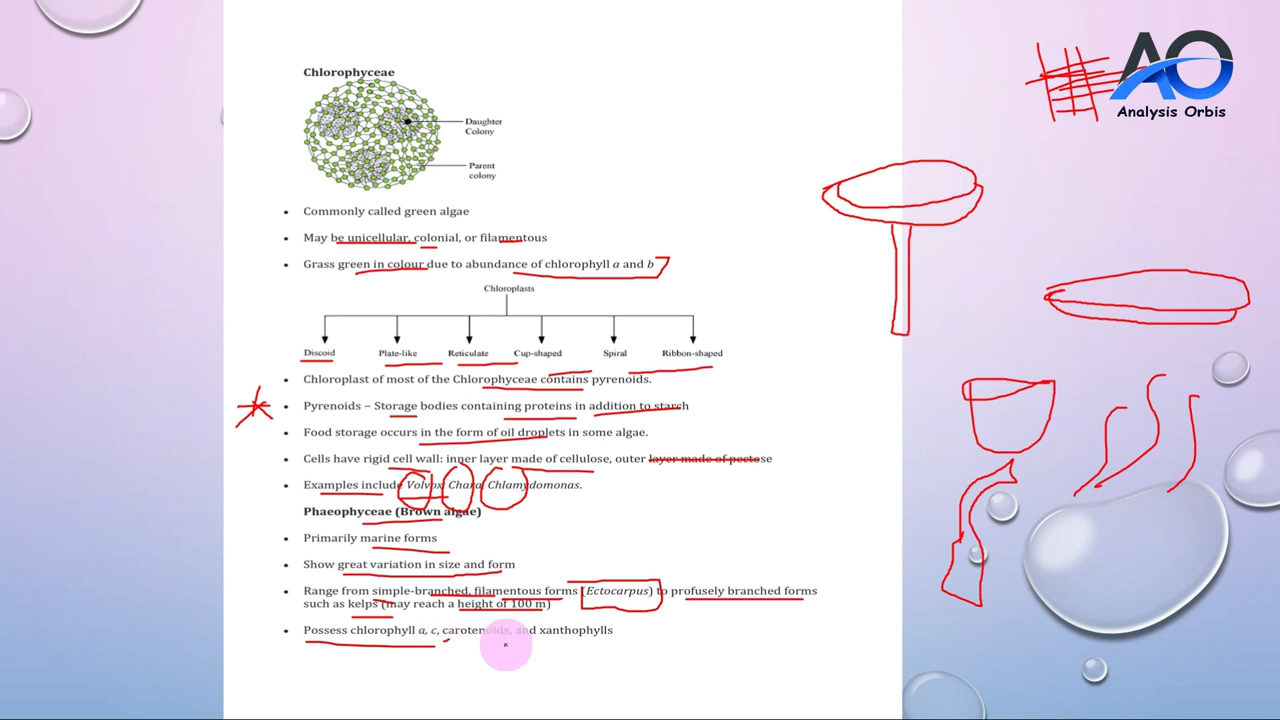 Chlorophyceae
Daughter
Colony
Parent
colony
• Commonly called green algae
• May be unicellular, colonial, or filamentous
• Grass green in colour due to abundance of chlorophyll a and b
Chloroplasts
Discoid Plate-like Reticulate Cup-shaped Spiral Ribbon-shaped
• Chloroplast of most of the Chlorophyceae contains pyrenoids.
• Pyrenoids − Storage bodies containing proteins in addition to starch
• Food storage occurs in the form of oil droplets in some algae.
• Cells have rigid cell wall: inner layer made of cellulose, outer layer made of pectose
• Examples include Volvox, Chara, Chlamydomonas.
Phaeophyceae (Brown algae)
• Primarily marine forms
• Show great variation in size and form
• Range from simple-branched, filamentous forms (Ectocarpus) to profusely branched forms
such as kelps (may reach a height of 100 m)
• Possess chlorophyll a, c, carotenoids, and xanthophylls
AO
Analysis Orbis